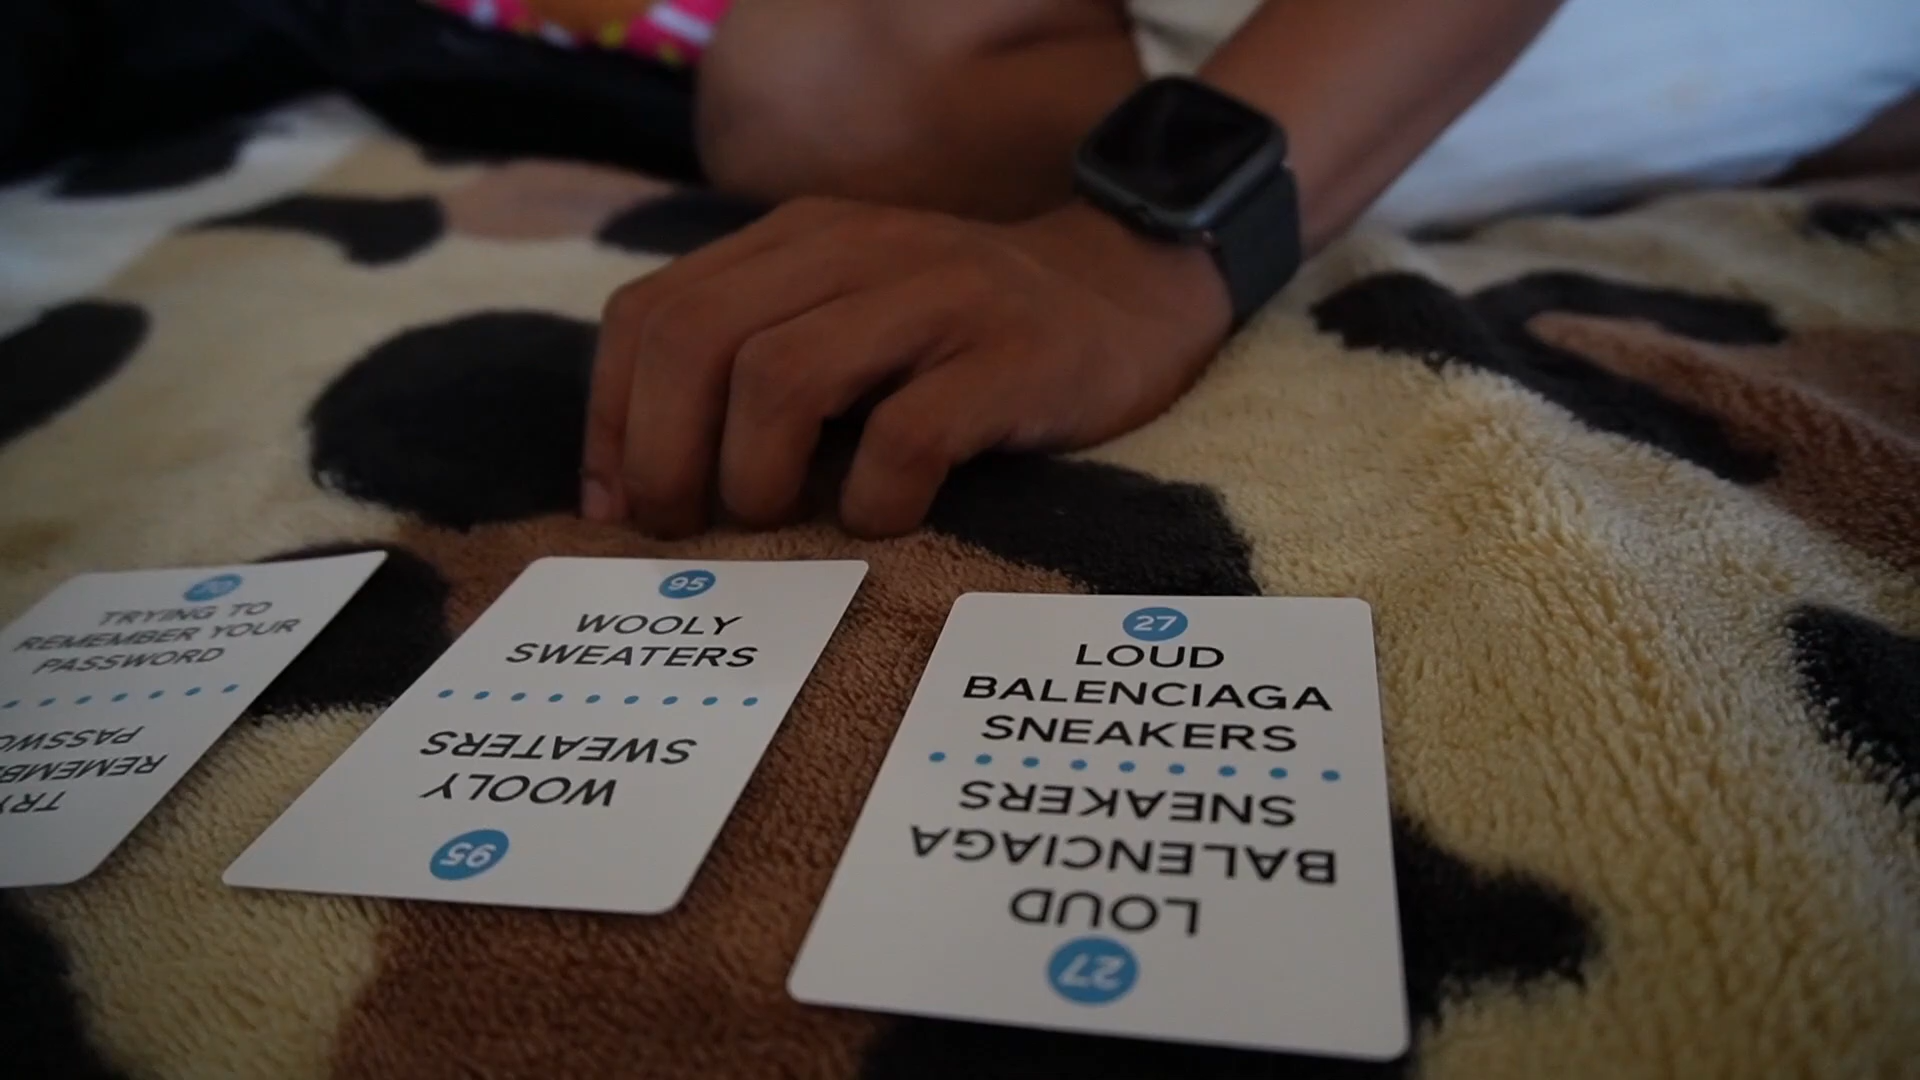 TRYING TO
REMEMBER YOUR
PASSWORD
95
WOOLY
SWEATERS
WOOLY
SWEATERS
95
27
LOUD
BALENCIAGA
SNEAKERS
LOUD
BALENCIAGA
SNEAKERS
27